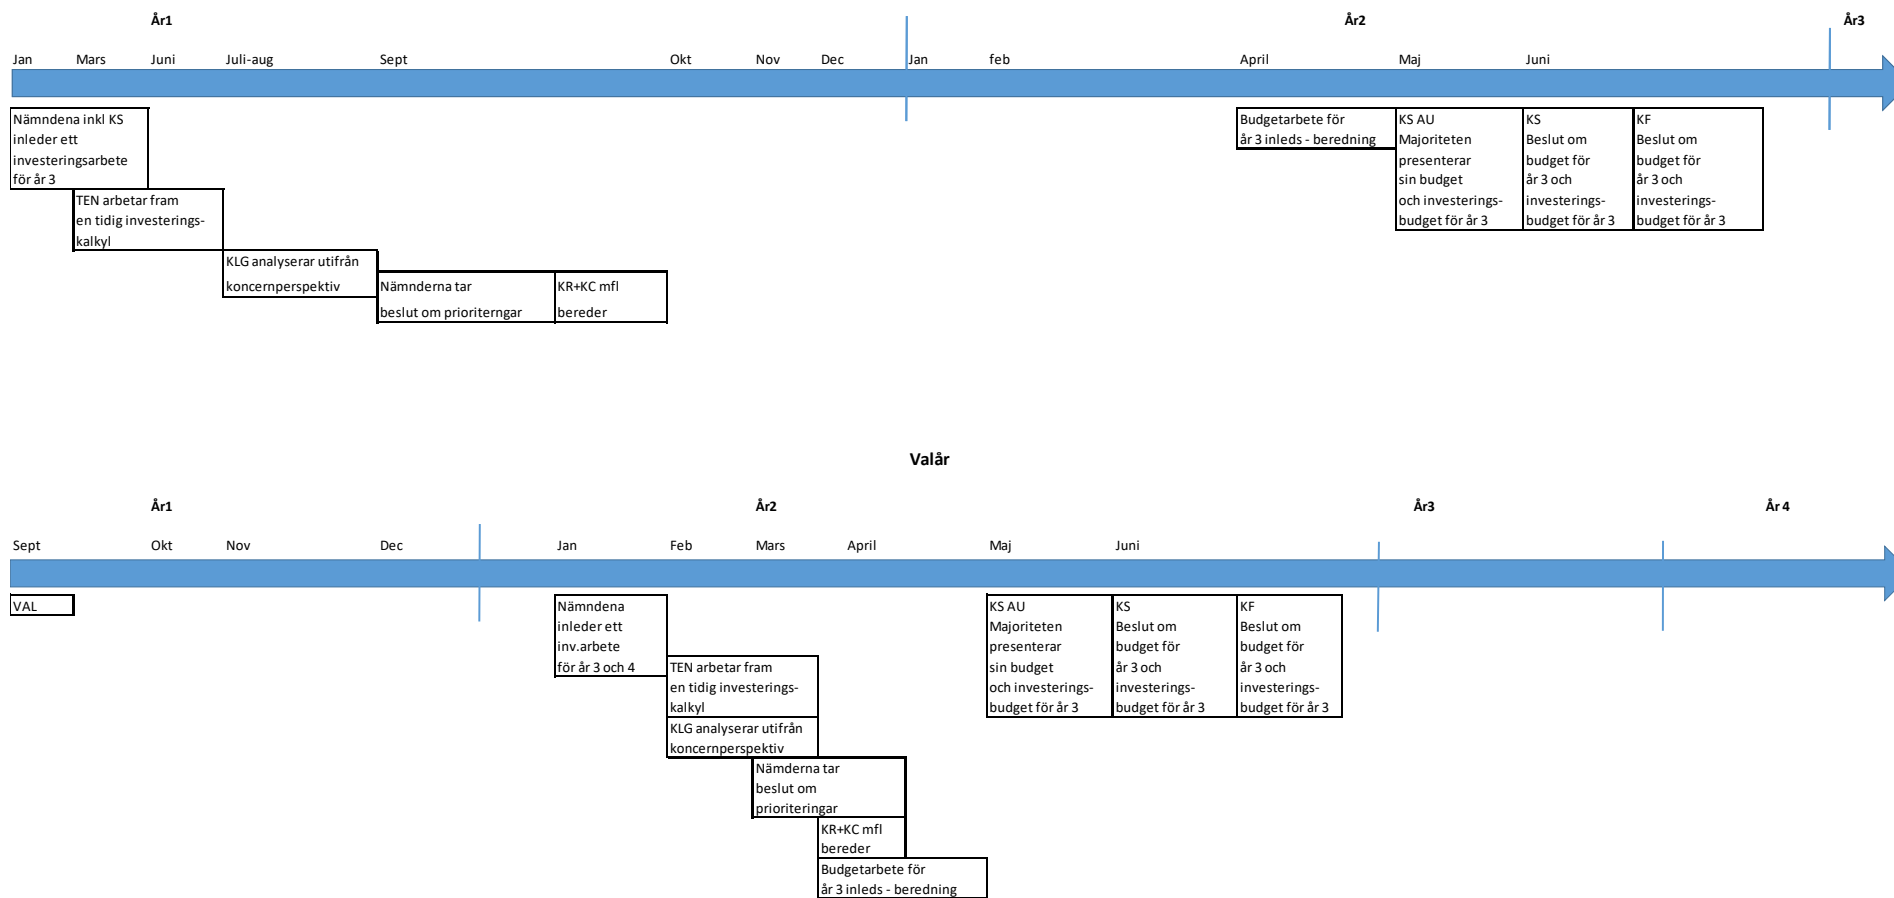 År1
År2
År3
Jan
Mars
Juni
Juli-aug
Sept
Okt
Nov
Dec
Jan
feb
April
Maj
Juni
Nämndena inkl KS
inleder ett
investeringsarbete
för år 3
TEN arbetar fram
en tidig investerings-
kalkyl
KLG analyserar utifrån
koncernperspektiv
Nämnderna tar
beslut om prioriterngar
KR+KC mfl
bereder
Budgetarbete för
år 3 inleds - beredning
KS AU
Majoriteten
presenterar
sin budget
och investerings-
budget för år 3
KS
Beslut om
budget för
år 3 och
investerings-
budget för år 3
KF
Beslut om
budget för
år 3 och
investerings-
budget för år 3
Valår
År1
År2
År3
År 4
Sept
Okt
Nov
Dec
Jan
Feb
Mars
April
Maj
Juni
VAL
Nämndena
inleder ett
inv.arbete
för år 3 och 4
TEN arbetar fram
en tidig investerings-
kalkyl
KLG analyserar utifrån
koncernperspektiv
Nämderna tar
beslut om
prioriteringar
KR+KC mfl
bereder
Budgetarbete för
år 3 inleds - beredning
KS AU
Majoriteten
presenterar
sin budget
och investerings-
budget för år 3
KS
Beslut om
budget för
år 3 och
investerings-
budget för år 3
KF
Beslut om
budget för
år 3 och
investerings-
budget för år 3